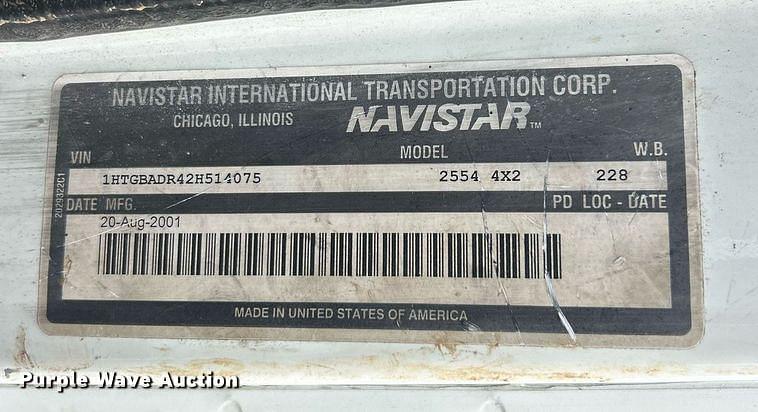 NAVISTAR INTERNATIONAL TRANSPORTATION CORP.
CHICAGO, ILLINOIS NAVISTAR™
VIN MODEL W.B.
1HTGBADR42H514075 2554 4X2 228
2029322C1
DATE MFG. PD LOC - DATE
20-Aug-2001
MADE IN UNITED STATES OF AMERICA
Purple Wave Auction